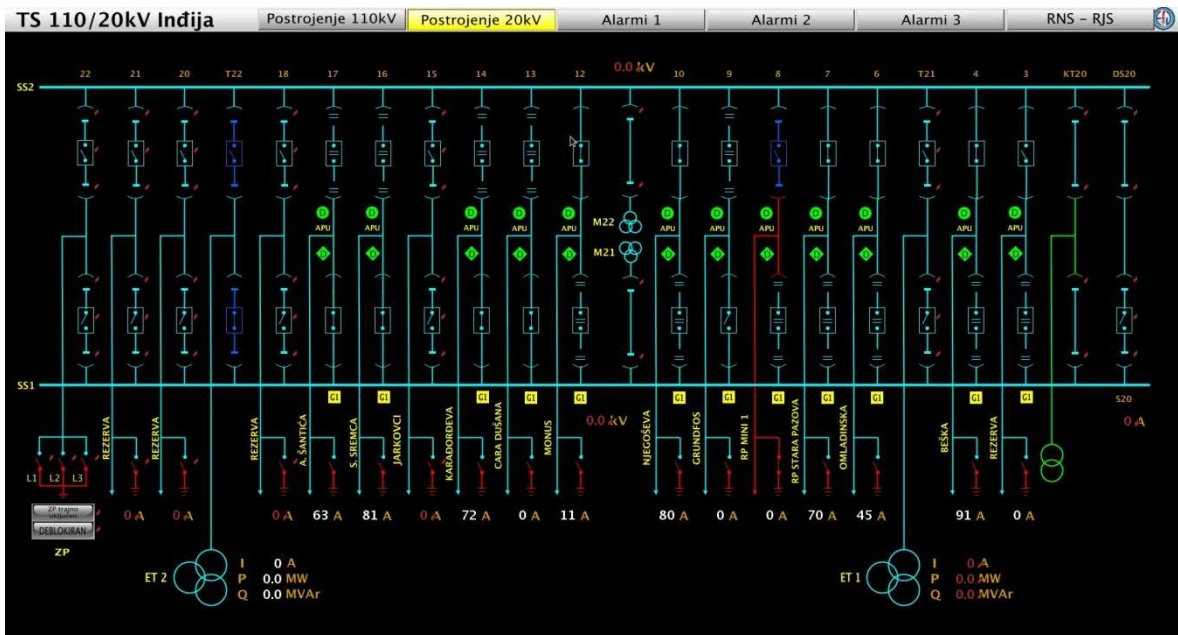 TS 110/20kV Inđija
Postrojenje 110kV
Postrojenje 20kV
Alarmi 1
Alarmi 2
Alarmi 3
RNS - RJS
22 21 20 T22 18 17 16 15 14 13 12 0.0 kV 10 9 8 7 6 T21 4 3 KT20 DS20
SS2
D D D D D D D D D D D D
APU APU APU APU APU APU APU APU APU APU APU APU
M22
M21
D D D D D D D D D D D D
SS1
G1 G1 G1 G1 G1 G1 G1 G1 G1 G1 G1 G1
S20
0.0 kV
0 A
REZERVA
REZERVA
REZERVA
A. ŠANTIĆA
S. SREMCA
JARKOVCI
KARADORĐEVA
CARA DUŠANA
MONUS
NJEGOŠEVA
GRUNDFOS
RP MINI 1
RP STARA PAZOVA
OMLADINSKA
BEŠKA
REZERVA
L1 L2 L3
ZP trajno
uključen
DEBLOKIRAN
ZP
0 A 0 A 0 A 63 A 81 A 0 A 72 A 0 A 11 A 80 A 0 A 0 A 70 A 45 A 91 A 0 A
ET 2
I 0 A
P 0.0 MW
Q 0.0 MVAr
ET 1
I 0 A
P 0.0 MW
Q 0.0 MVAr